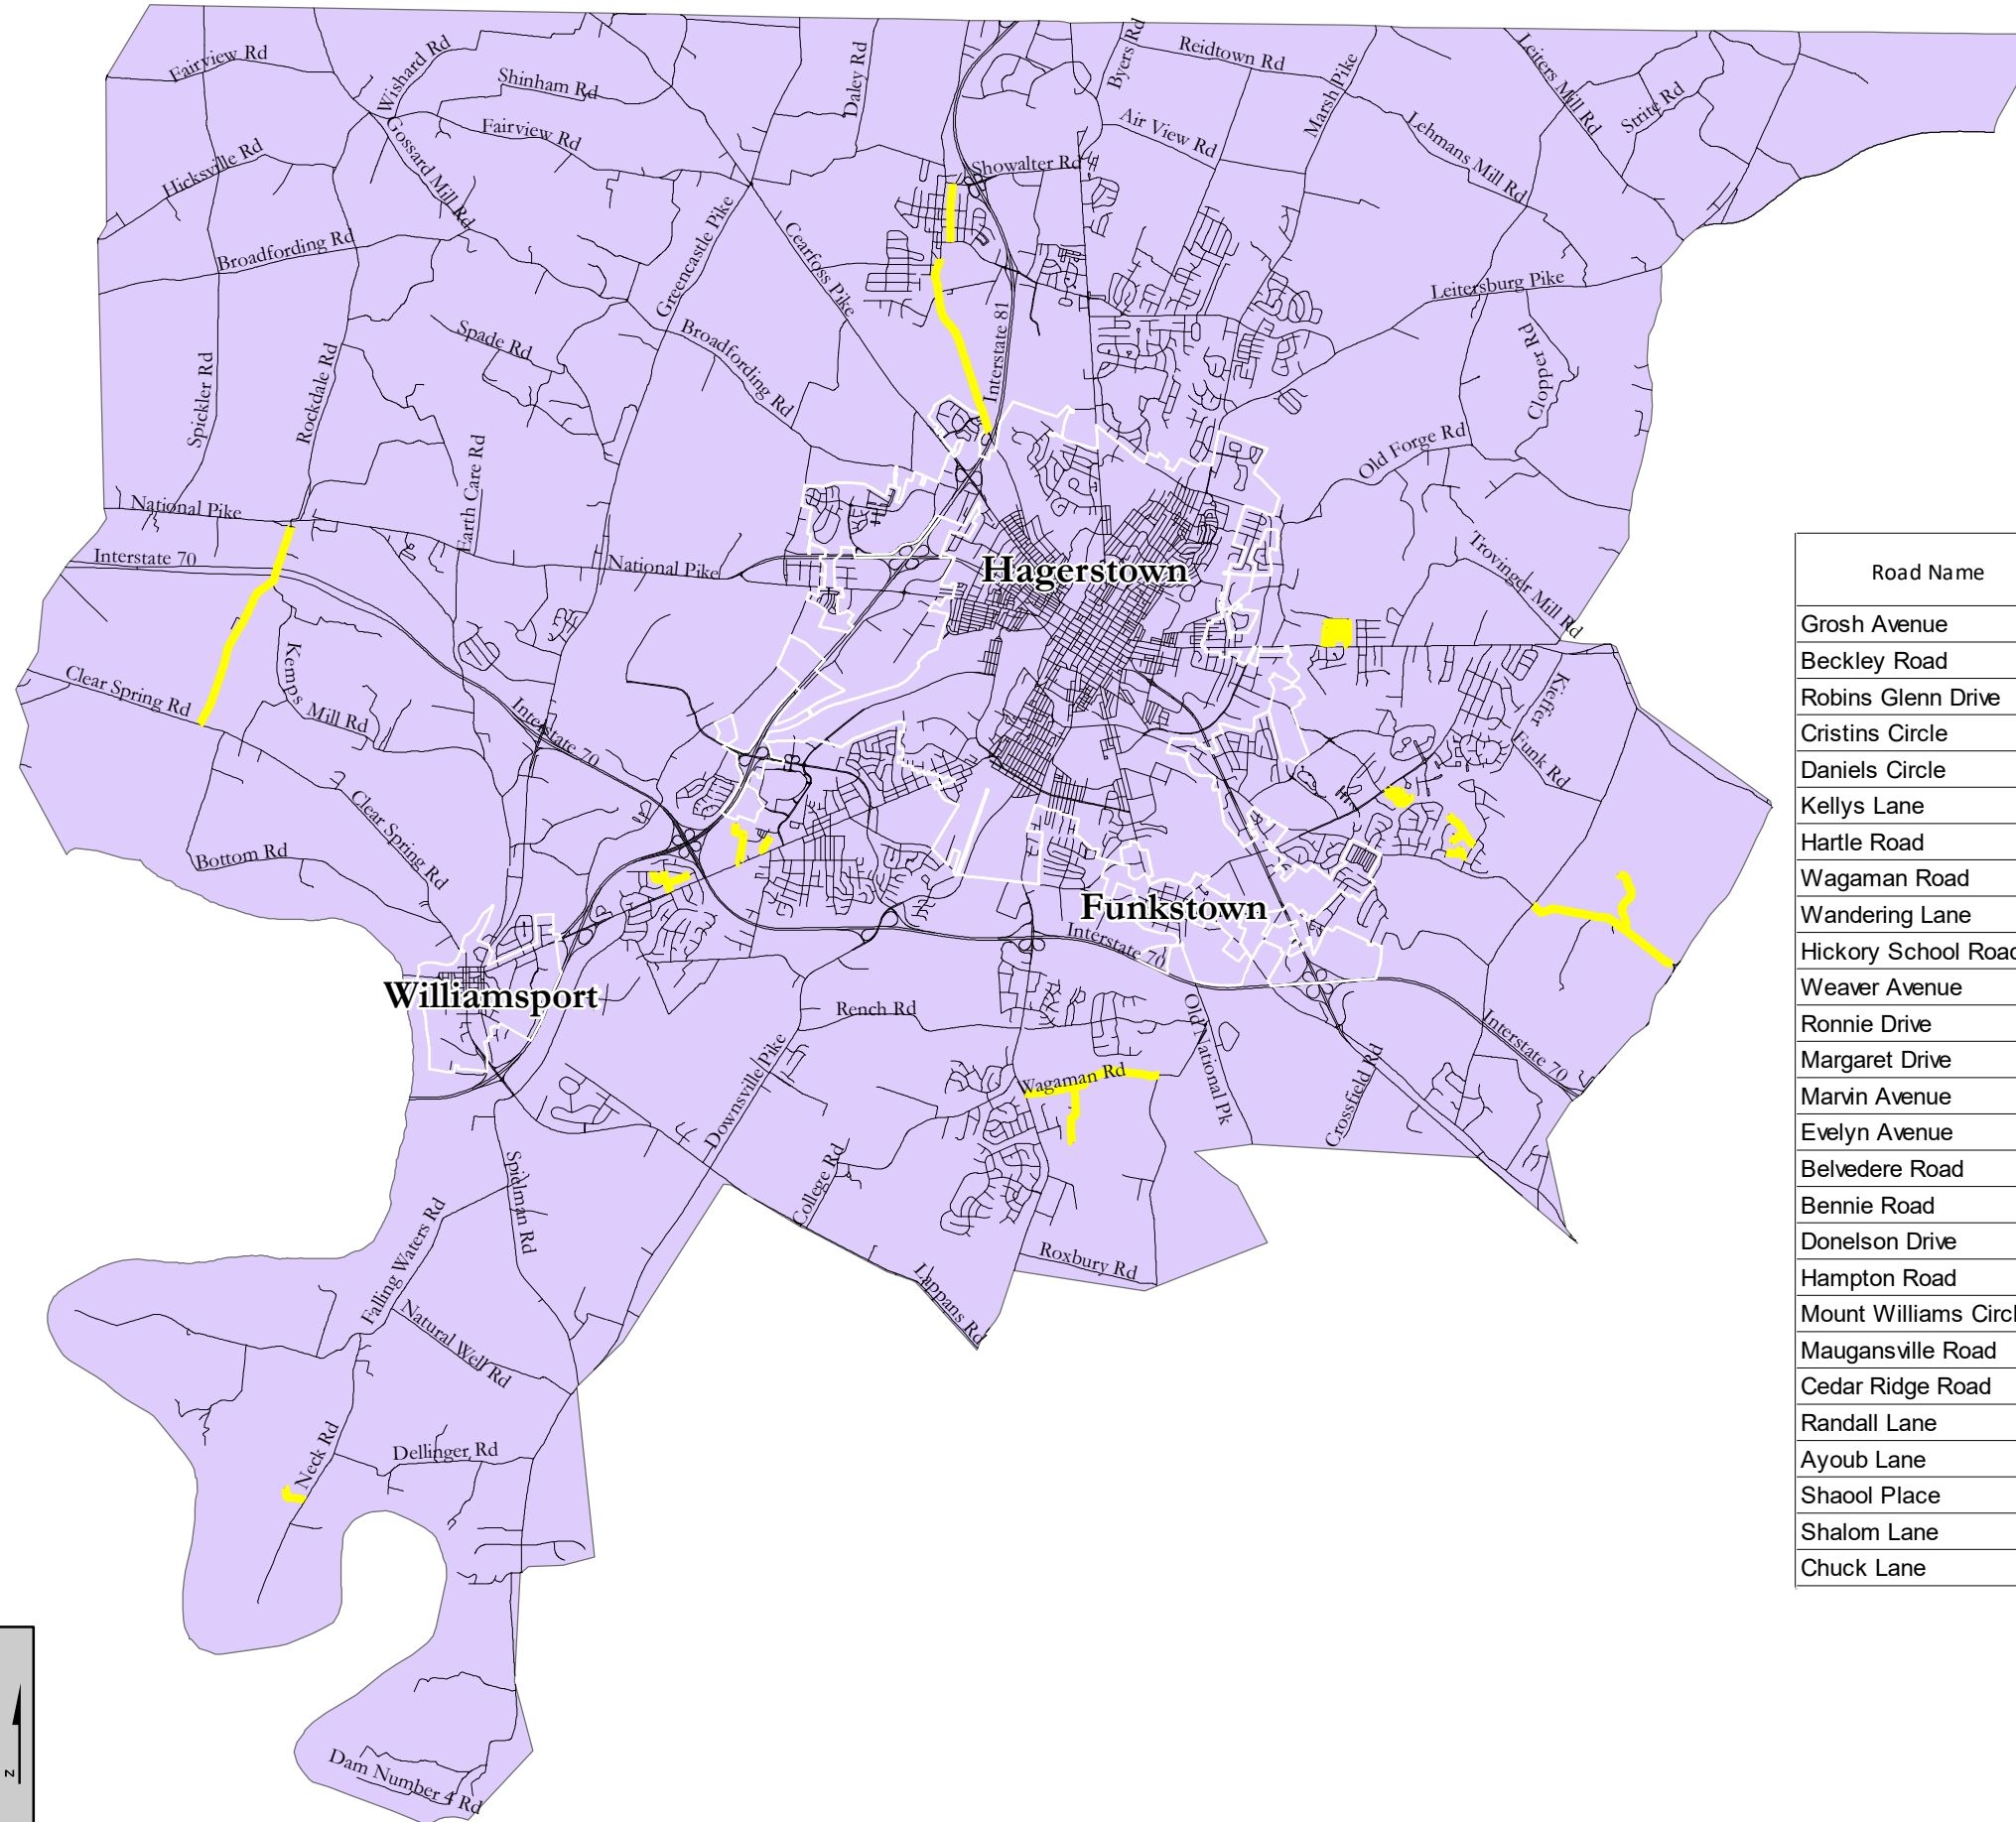 Fairview Rd
Wishard Rd
Shinham Rd
Daley Rd
Byers Rd
Reidtown Rd
Marsh Pike
Leiters Mill Rd
Strite Rd
Hicksville Rd
Gossard Mill Rd
Fairview Rd
Showalter Rd
Air View Rd
Lehmans Mill Rd
Broadfording Rd
Greencastle Pike
Cearfoss Pike
Leitersburg Pike
Spickler Rd
Rockdale Rd
Spade Rd
Broadfording Rd
Interstate 81
Clopper Rd
Earth Care Rd
Old Forge Rd
National Pike
Interstate 70
National Pike
Hagerstown
Trovinger Mill Rd
Clear Spring Rd
Kemps Mill Rd
Interstate 70
Kieffer Funk Rd
Clear Spring Rd
Bottom Rd
Funkstown
Interstate 70
Williamsport
Rench Rd
Old National Pk
Interstate 70
Downsville Pike
Wagaman Rd
Crossfield Rd
Spielman Rd
College Rd
Falling Waters Rd
Roxbury Rd
Lappans Rd
Natural Well Rd
Neck Rd
Dellinger Rd
Dam Number 4 Rd
Z
Road Name
Grosh Avenue
Beckley Road
Robins Glenn Drive
Cristins Circle
Daniels Circle
Kellys Lane
Hartle Road
Wagaman Road
Wandering Lane
Hickory School Road
Weaver Avenue
Ronnie Drive
Margaret Drive
Marvin Avenue
Evelyn Avenue
Belvedere Road
Bennie Road
Donelson Drive
Hampton Road
Mount Williams Circl
Maugansville Road
Cedar Ridge Road
Randall Lane
Ayoub Lane
Shaool Place
Shalom Lane
Chuck Lane